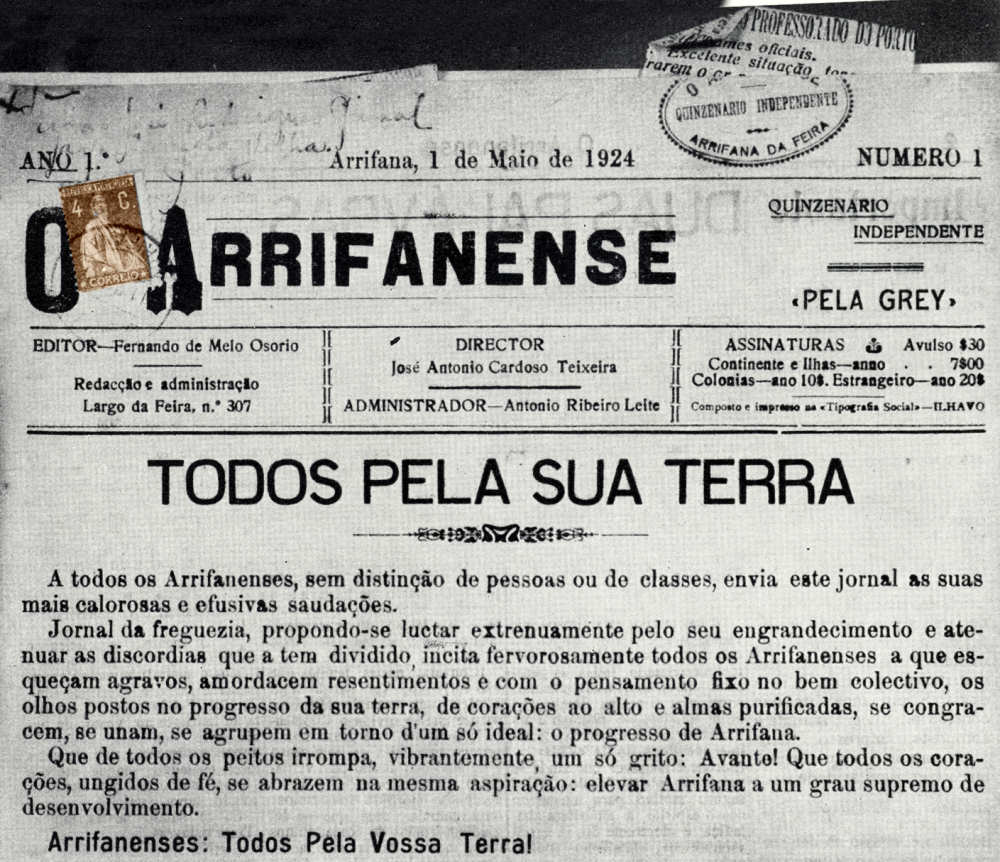 O PROFESSORADO DO PORTO
oficiais.
Excelente situação,
rarem o
O
QUINZENARIO INDEPENDENTE
ARRIFANA DA FEIRA
ANO 1.º
Arrifana, 1 de Maio de 1924
NUMERO 1
REPUBLICA PORTUGUESA
4 C.
CORREIO
O ARRIFANENSE
QUINZENARIO
INDEPENDENTE
«PELA GREY»
EDITOR—Fernando de Melo Osorio
Redacção e administração
Largo da Feira, n.º 307
DIRECTOR
José Antonio Cardoso Teixeira
ADMINISTRADOR—Antonio Ribeiro Leite
ASSINATURAS Avulso $30
Continente e Ilhas—anno . . 7$00
Colonias—ano 10$. Estrangeiro—ano 20$
Composto e impresso na «Tipografia Social»—ILHAVO
TODOS PELA SUA TERRA
A todos os Arrifanenses, sem distinção de pessoas ou de classes, envia este jornal as suas
mais calorosas e efusivas saudações.
Jornal da freguezia, propondo-se luctar extrenuamente pelo seu engrandecimento e ate-
nuar as discordias que a tem dividido, incita fervorosamente todos os Arrifanenses a que es-
queçam agravos, amordacem resentimentos e com o pensamento fixo no bem colectivo, os
olhos postos no progresso da sua terra, de corações ao alto e almas purificadas, se congra-
cem, se unam, se agrupem em torno d'um só ideal: o progresso de Arrifana.
Que de todos os peitos irrompa, vibrantemente, um só grito: Avante! Que todos os cora-
ções, ungidos de fé, se abrazem na mesma aspiração: elevar Arrifana a um grau supremo de
desenvolvimento.
Arrifanenses: Todos Pela Vossa Terra!